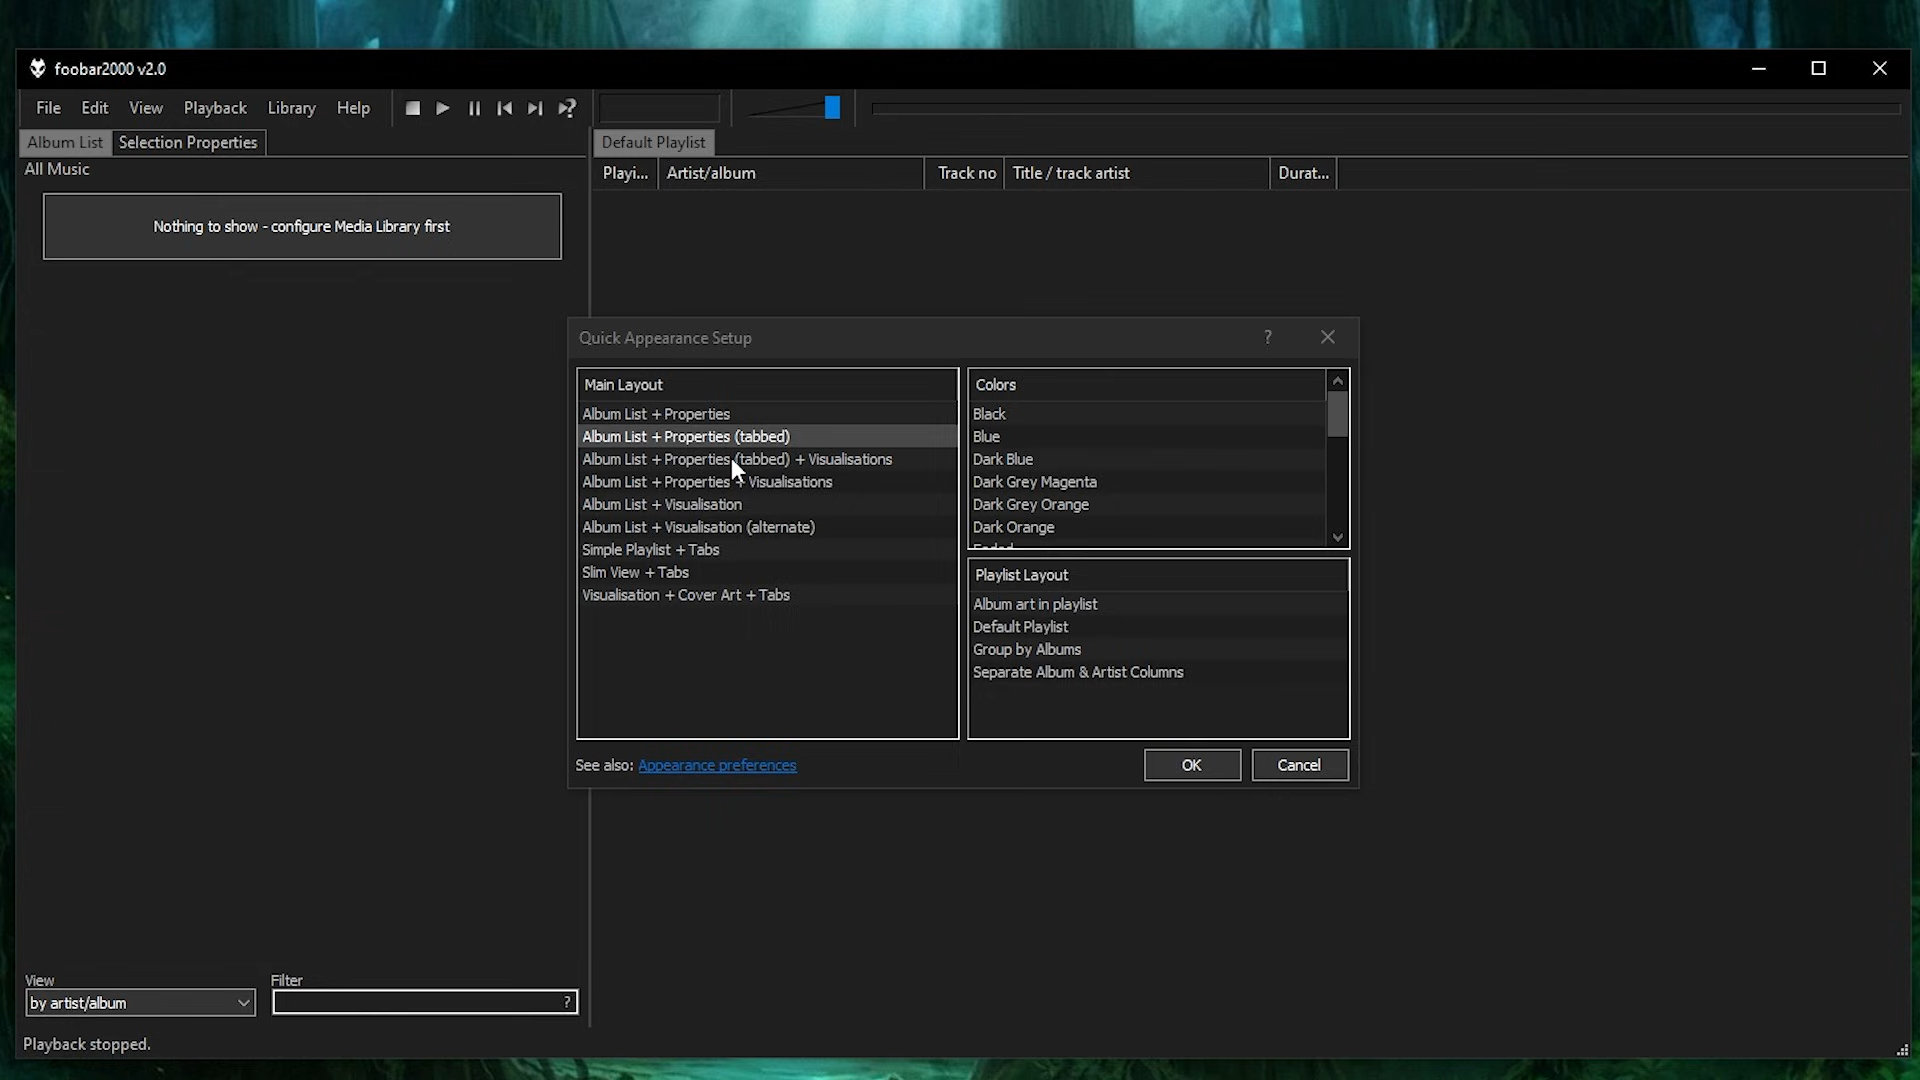 foobar2000 v2.0
File Edit View Playback Library Help
Album List Selection Properties
Default Playlist
All Music
Playi... Artist/album Track no Title / track artist Durat...
Nothing to show - configure Media Library first
Quick Appearance Setup ?
Main Layout
Album List + Properties
Album List + Properties (tabbed)
Album List + Properties (tabbed) + Visualisations
Album List + Properties + Visualisations
Album List + Visualisation
Album List + Visualisation (alternate)
Simple Playlist + Tabs
Slim View + Tabs
Visualisation + Cover Art + Tabs
Colors
Black
Blue
Dark Blue
Dark Grey Magenta
Dark Grey Orange
Dark Orange
Playlist Layout
Album art in playlist
Default Playlist
Group by Albums
Separate Album & Artist Columns
See also: Appearance preferences
OK
Cancel
View
by artist/album
Filter
?
Playback stopped.